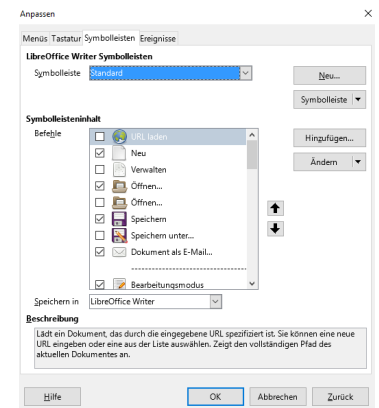 Anpassen
Menüs Tastatur Symbolleisten Ereignisse
LibreOffice Writer Symbolleisten
Symbolleiste Standard
Neu...
Symbolleiste
Symbolleisteninhalt
Befehle
URL laden
Hinzufügen...
Neu
Verwalten
Ändern
Öffnen...
Öffnen...
Speichern
Speichern unter...
Dokument als E-Mail...
--------------------------------
Bearbeitungsmodus
Speichern in LibreOffice Writer
Beschreibung
Lädt ein Dokument, das durch die eingegebene URL spezifiziert ist. Sie können eine neue
URL eingeben oder eine aus der Liste auswählen. Zeigt den vollständigen Pfad des
aktuellen Dokumentes an.
Hilfe OK Abbrechen Zurück